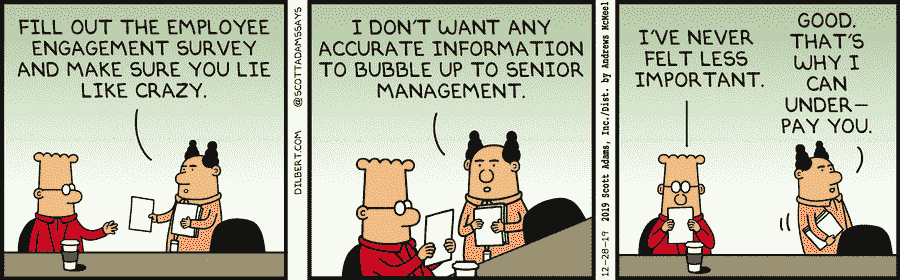 FILL OUT THE EMPLOYEE
ENGAGEMENT SURVEY
AND MAKE SURE YOU LIE
LIKE CRAZY.
DILBERT.COM @SCOTTADAMSSAYS
I DON'T WANT ANY
ACCURATE INFORMATION
TO BUBBLE UP TO SENIOR
MANAGEMENT.
12-28-19 2019 Scott Adams, Inc./Dist. by Andrews McMeel
I'VE NEVER
FELT LESS
IMPORTANT.
GOOD.
THAT'S
WHY I
CAN
UNDER-
PAY YOU.